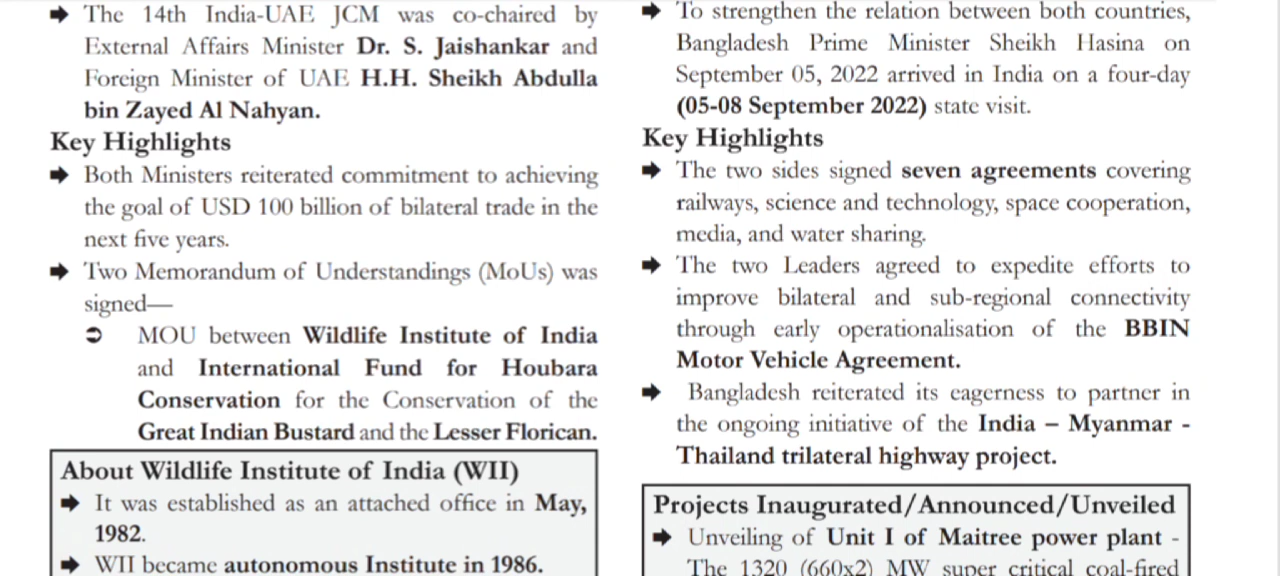 ➡ The 14th India-UAE JCM was co-chaired by
External Affairs Minister Dr. S. Jaishankar and
Foreign Minister of UAE H.H. Sheikh Abdulla
bin Zayed Al Nahyan.
Key Highlights
➡ Both Ministers reiterated commitment to achieving
the goal of USD 100 billion of bilateral trade in the
next five years.
➡ Two Memorandum of Understandings (MoUs) was
signed—
➲ MOU between Wildlife Institute of India
and International Fund for Houbara
Conservation for the Conservation of the
Great Indian Bustard and the Lesser Florican.
About Wildlife Institute of India (WII)
➡ It was established as an attached office in May,
1982.
➡ WII became autonomous Institute in 1986.
➡ To strengthen the relation between both countries,
Bangladesh Prime Minister Sheikh Hasina on
September 05, 2022 arrived in India on a four-day
(05-08 September 2022) state visit.
Key Highlights
➡ The two sides signed seven agreements covering
railways, science and technology, space cooperation,
media, and water sharing.
➡ The two Leaders agreed to expedite efforts to
improve bilateral and sub-regional connectivity
through early operationalisation of the BBIN
Motor Vehicle Agreement.
➡ Bangladesh reiterated its eagerness to partner in
the ongoing initiative of the India – Myanmar -
Thailand trilateral highway project.
Projects Inaugurated/Announced/Unveiled
➡ Unveiling of Unit I of Maitree power plant -
The 1320 (660x2) MW super critical coal-fired